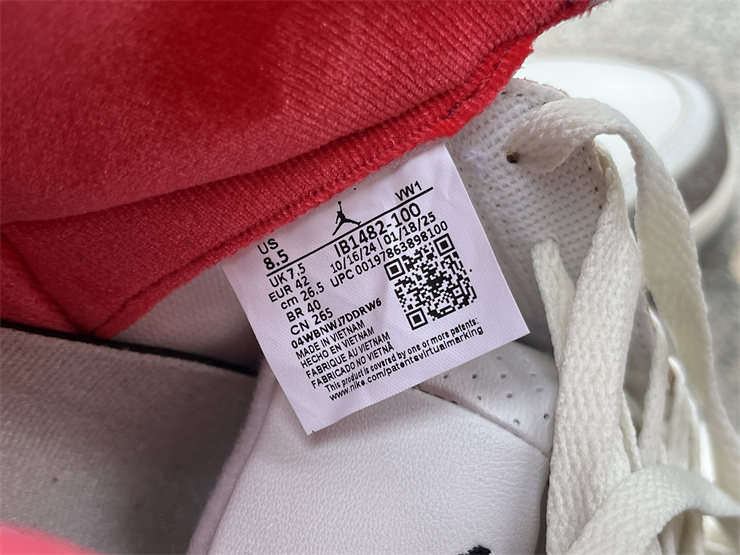 VW1
US
8.5
IB1482-100
UK 7.5
10/16/24 01/18/25
EUR 42
UPC 00197863898100
cm 26.5
BR 40
CN 265
04WBNWJ7DDRW6
MADE IN VIETNAM
HECHO EN VIETNAM
FABRIQUE AU VIETNAM
FABRICADO NO VIETNÃ
This product is covered by one or more patents:
www.nike.com/patentsvirtualmarking